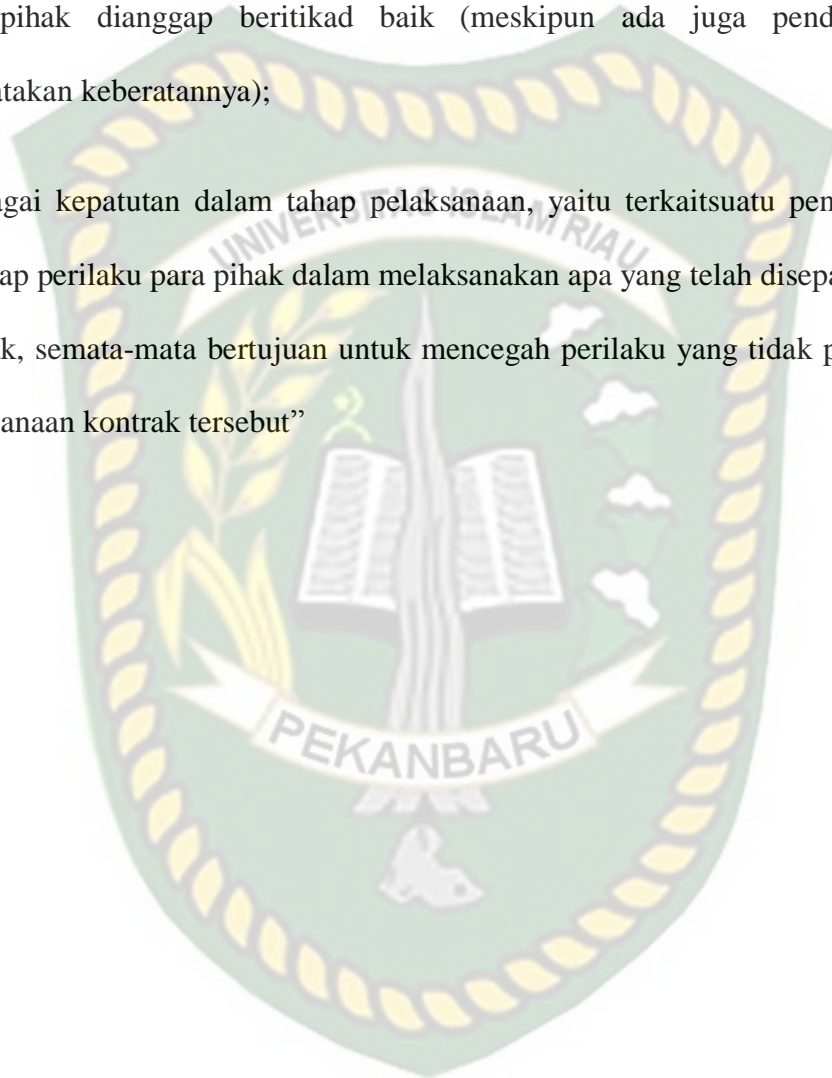 pihak dianggap beritikad baik (meskipun ada juga pend
takan keberatannya);
gai kepatutan dalam tahap pelaksanaan, yaitu terkaitsuatu pen
ap perilaku para pihak dalam melaksanakan apa yang telah disepa
k, semata-mata bertujuan untuk mencegah perilaku yang tidak p
anaan kontrak tersebut”
UNIVERSITAS ISLAM RIAU
PEKANBARU